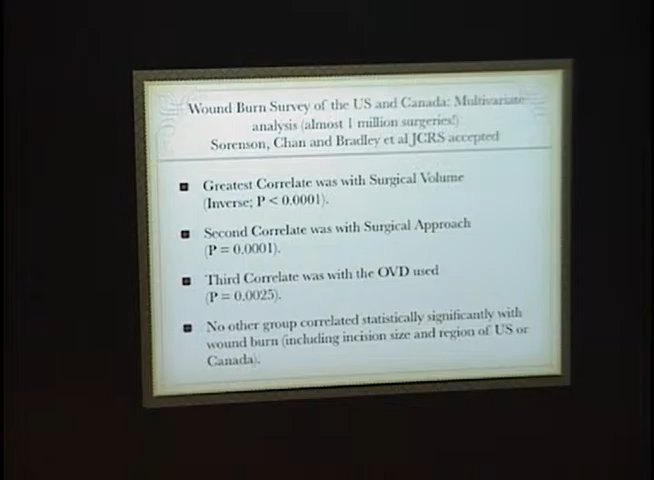 Wound Burn Survey of the US and Canada: Multivariate
analysis (almost 1 million surgeries!)
Sorenson, Chan and Bradley et al JCRS accepted
Greatest Correlate was with Surgical Volume
(Inverse; P < 0.0001).
Second Correlate was with Surgical Approach
(P = 0.0001).
Third Correlate was with the OVD used
(P = 0.0025).
No other group correlated statistically significantly with
wound burn (including incision size and region of US or
Canada).